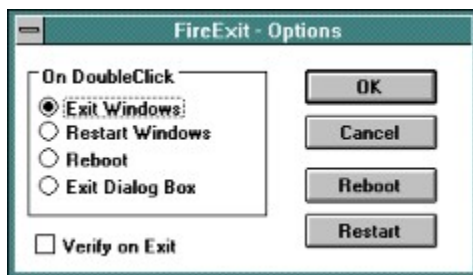 FireExit - Options
On DoubleClick
Exit Windows
Restart Windows
Reboot
Exit Dialog Box
Verify on Exit
OK
Cancel
Reboot
Restart